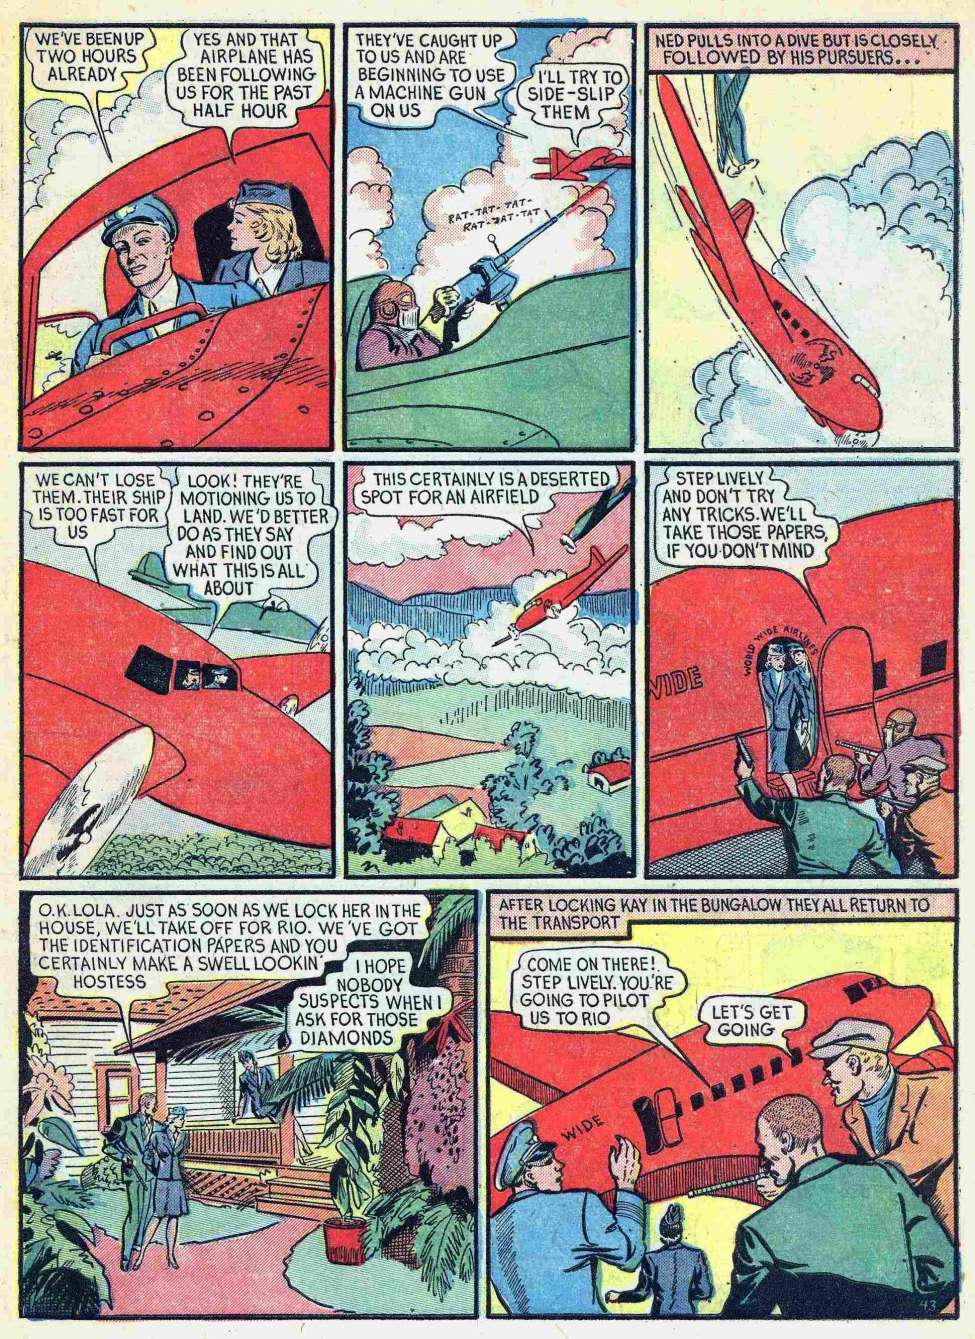 WE'VE BEEN UP
TWO HOURS
ALREADY
YES AND THAT
AIRPLANE HAS
BEEN FOLLOWING
US FOR THE PAST
HALF HOUR
THEY'VE CAUGHT UP
TO US AND ARE
BEGINNING TO USE
A MACHINE GUN
ON US
I'LL TRY TO
SIDE-SLIP
THEM
RAT-TAT-TAT-
RAT-TAT-TAT
NED PULLS INTO A DIVE BUT IS CLOSELY
FOLLOWED BY HIS PURSUERS...
WE CAN'T LOSE
THEM. THEIR SHIP
IS TOO FAST FOR
US
LOOK! THEY'RE
MOTIONING US TO
LAND. WE'D BETTER
DO AS THEY SAY
AND FIND OUT
WHAT THIS IS ALL
ABOUT
THIS CERTAINLY IS A DESERTED
SPOT FOR AN AIRFIELD
STEP LIVELY
AND DON'T TRY
ANY TRICKS. WE'LL
TAKE THOSE PAPERS,
IF YOU DON'T MIND
WORLD WIDE AIRLINES
WIDE
O.K. LOLA. JUST AS SOON AS WE LOCK HER IN THE
HOUSE, WE'LL TAKE OFF FOR RIO. WE'VE GOT
THE IDENTIFICATION PAPERS AND YOU
CERTAINLY MAKE A SWELL LOOKIN'
HOSTESS
I HOPE
NOBODY
SUSPECTS WHEN I
ASK FOR THOSE
DIAMONDS
AFTER LOCKING KAY IN THE BUNGALOW THEY ALL RETURN TO
THE TRANSPORT
COME ON THERE!
STEP LIVELY. YOU'RE
GOING TO PILOT
US TO RIO
LET'S GET
GOING
WIDE
43